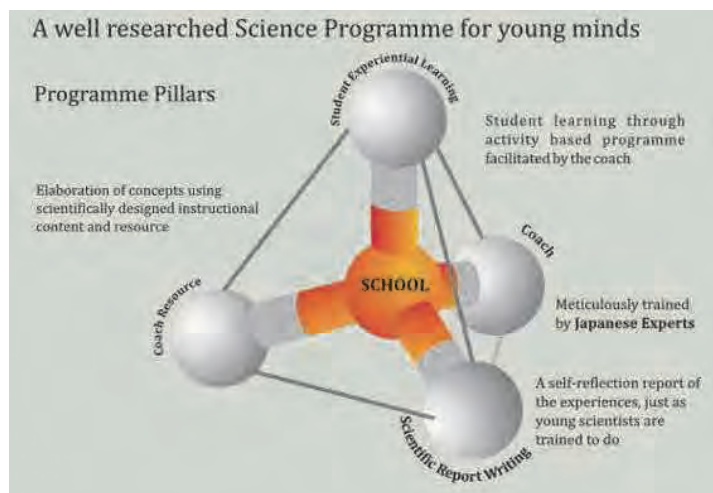 A well researched Science Programme for young minds
Programme Pillars
Student Experiential Learning
Student learning through
activity based programme
facilitated by the coach
Elaboration of concepts using
scientifically designed instructional
content and resource
Coach
SCHOOL
Coach Resource
Meticulously trained
by Japanese Experts
A self-reflection report of
the experiences, just as
young scientists are
trained to do
Scientific Report Writing